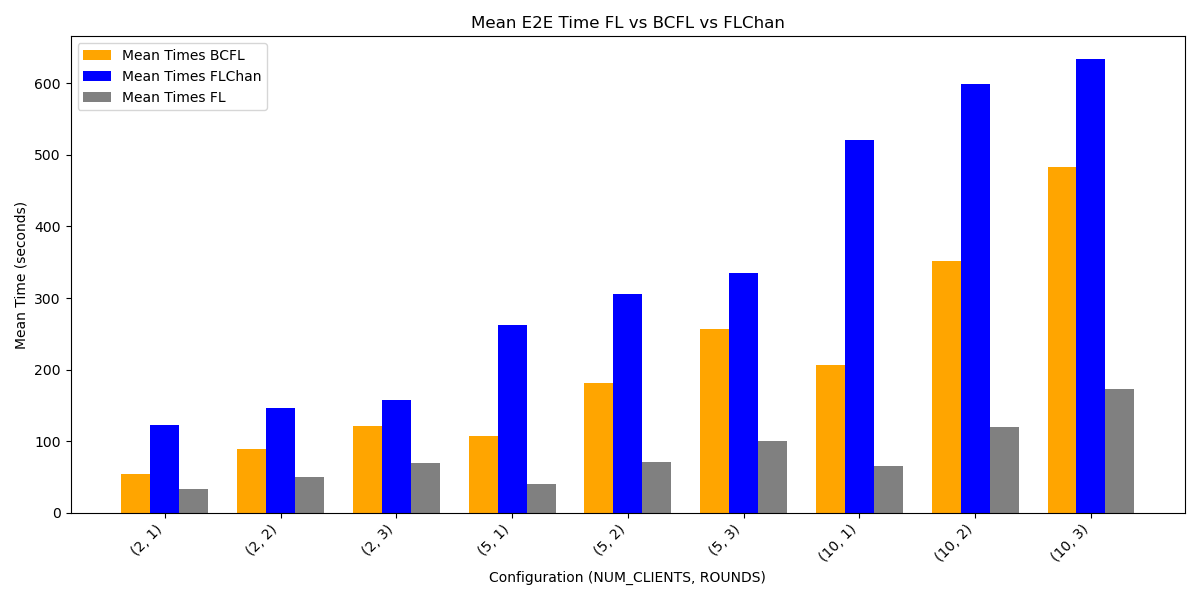 Mean E2E Time FL vs BCFL vs FLChan
Mean Times BCFL
Mean Times FLChan
Mean Times FL
Mean Time (seconds)
600
500
400
300
200
100
0
(2, 1)
(2, 2)
(2, 3)
(5, 1)
(5, 2)
(5, 3)
(10, 1)
(10, 2)
(10, 3)
Configuration (NUM_CLIENTS, ROUNDS)